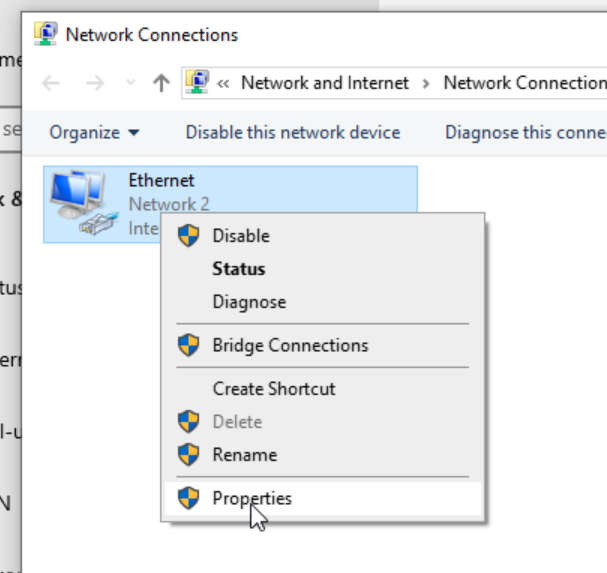 Network Connections
« Network and Internet > Network Connection
Organize Disable this network device Diagnose this conne
Ethernet
Network 2
Inte
Disable
Status
Diagnose
Bridge Connections
Create Shortcut
Delete
Rename
Properties
me
se
k &
tus
ern
l-u
N